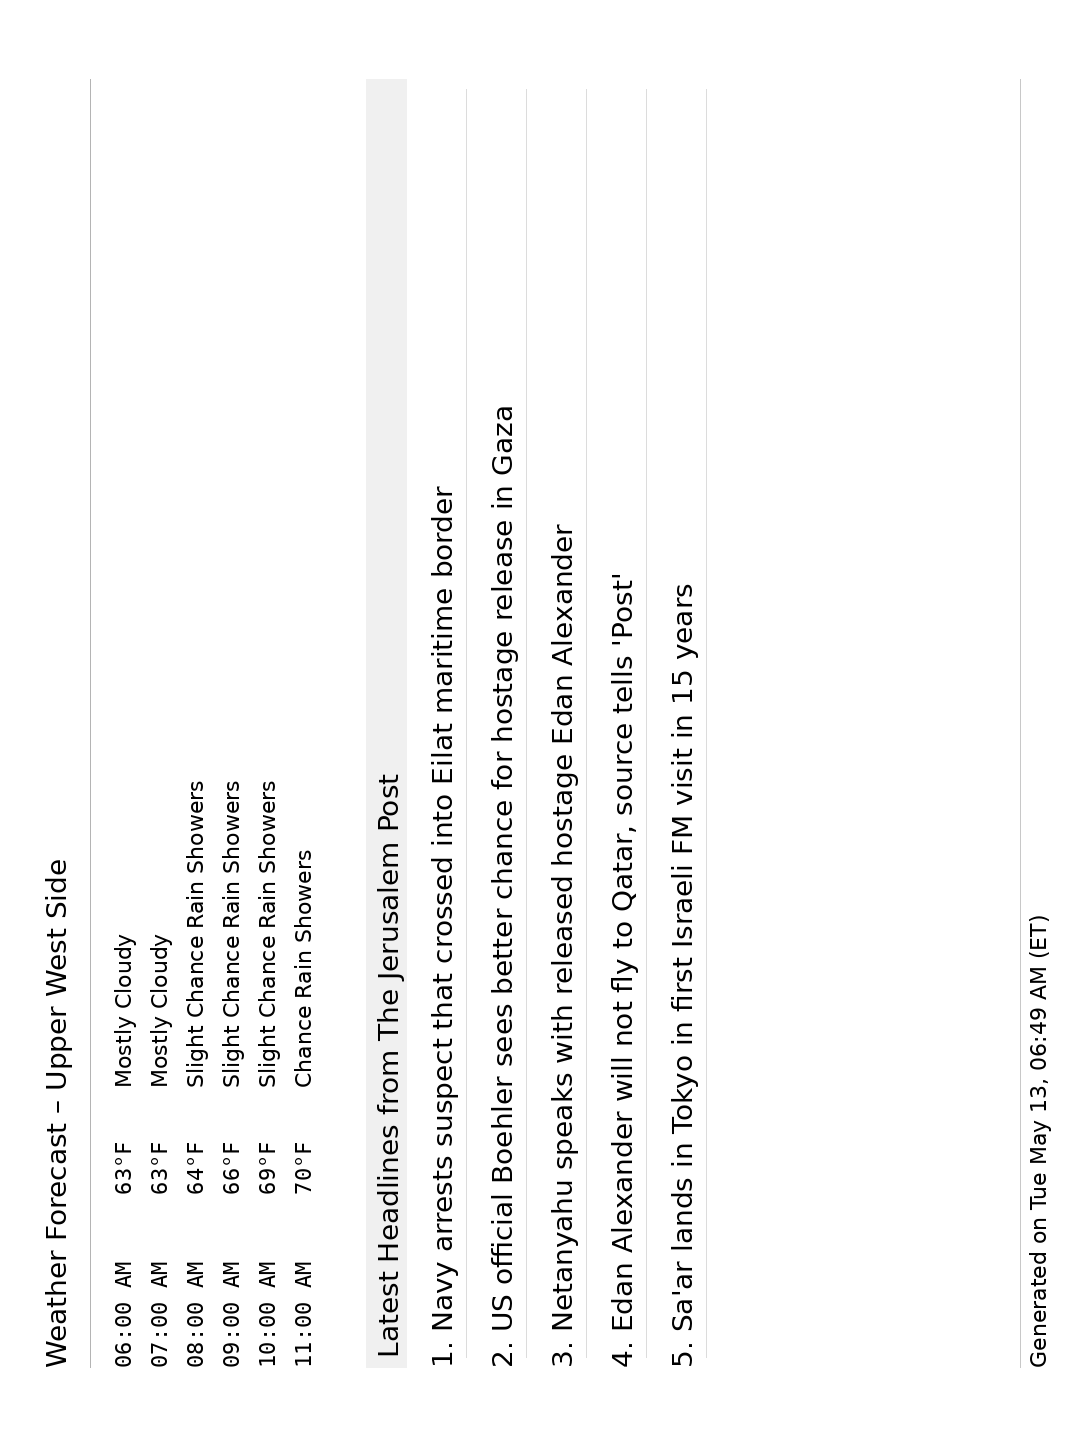 Weather Forecast – Upper West Side
06:00 AM 63°F Mostly Cloudy
07:00 AM 63°F Mostly Cloudy
08:00 AM 64°F Slight Chance Rain Showers
09:00 AM 66°F Slight Chance Rain Showers
10:00 AM 69°F Slight Chance Rain Showers
11:00 AM 70°F Chance Rain Showers
Latest Headlines from The Jerusalem Post
1. Navy arrests suspect that crossed into Eilat maritime border
2. US official Boehler sees better chance for hostage release in Gaza
3. Netanyahu speaks with released hostage Edan Alexander
4. Edan Alexander will not fly to Qatar, source tells 'Post'
5. Sa'ar lands in Tokyo in first Israeli FM visit in 15 years
Generated on Tue May 13, 06:49 AM (ET)